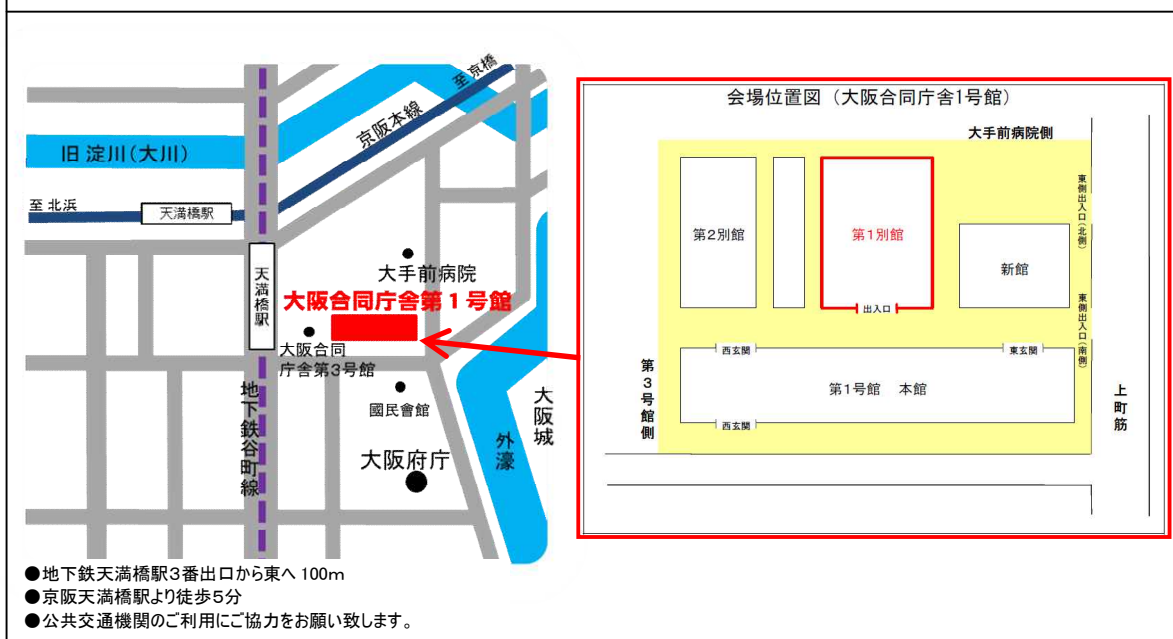 至 京橋
京阪本線
旧 淀川(大川)
至 北浜
天満橋駅
天満橋駅
大手前病院
大阪合同庁舎第1号館
大阪合同
庁舎第3号館
國民會館
大阪城
外濠
大阪府庁
地下鉄谷町線
●地下鉄天満橋駅3番出口から東へ 100m
●京阪天満橋駅より徒歩5分
●公共交通機関のご利用にご協力をお願い致します。
会場位置図(大阪合同庁舎1号館)
大手前病院側
東側出入口(北側)
第2別館
第1別館
新館
出入口
東側出入口(南側)
西玄関
東玄関
第3号館側
第1号館 本館
上町筋
西玄関